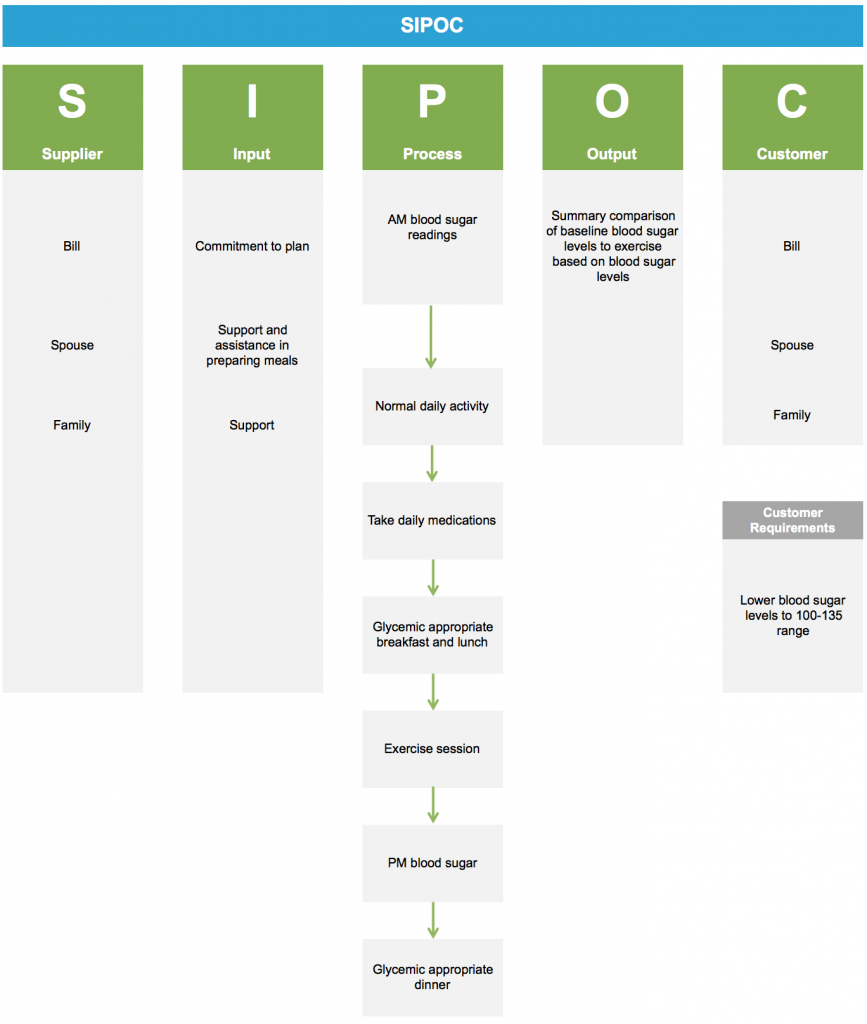 SIPOC
S
Supplier
Bill
Spouse
Family
I
Input
Commitment to plan
Support and
assistance in
preparing meals
Support
P
Process
AM blood sugar
readings
Normal daily activity
Take daily medications
Glycemic appropriate
breakfast and lunch
Exercise session
PM blood sugar
Glycemic appropriate
dinner
O
Output
Summary comparison
of baseline blood sugar
levels to exercise
based on blood sugar
levels
C
Customer
Bill
Spouse
Family
Customer
Requirements
Lower blood sugar
levels to 100-135
range